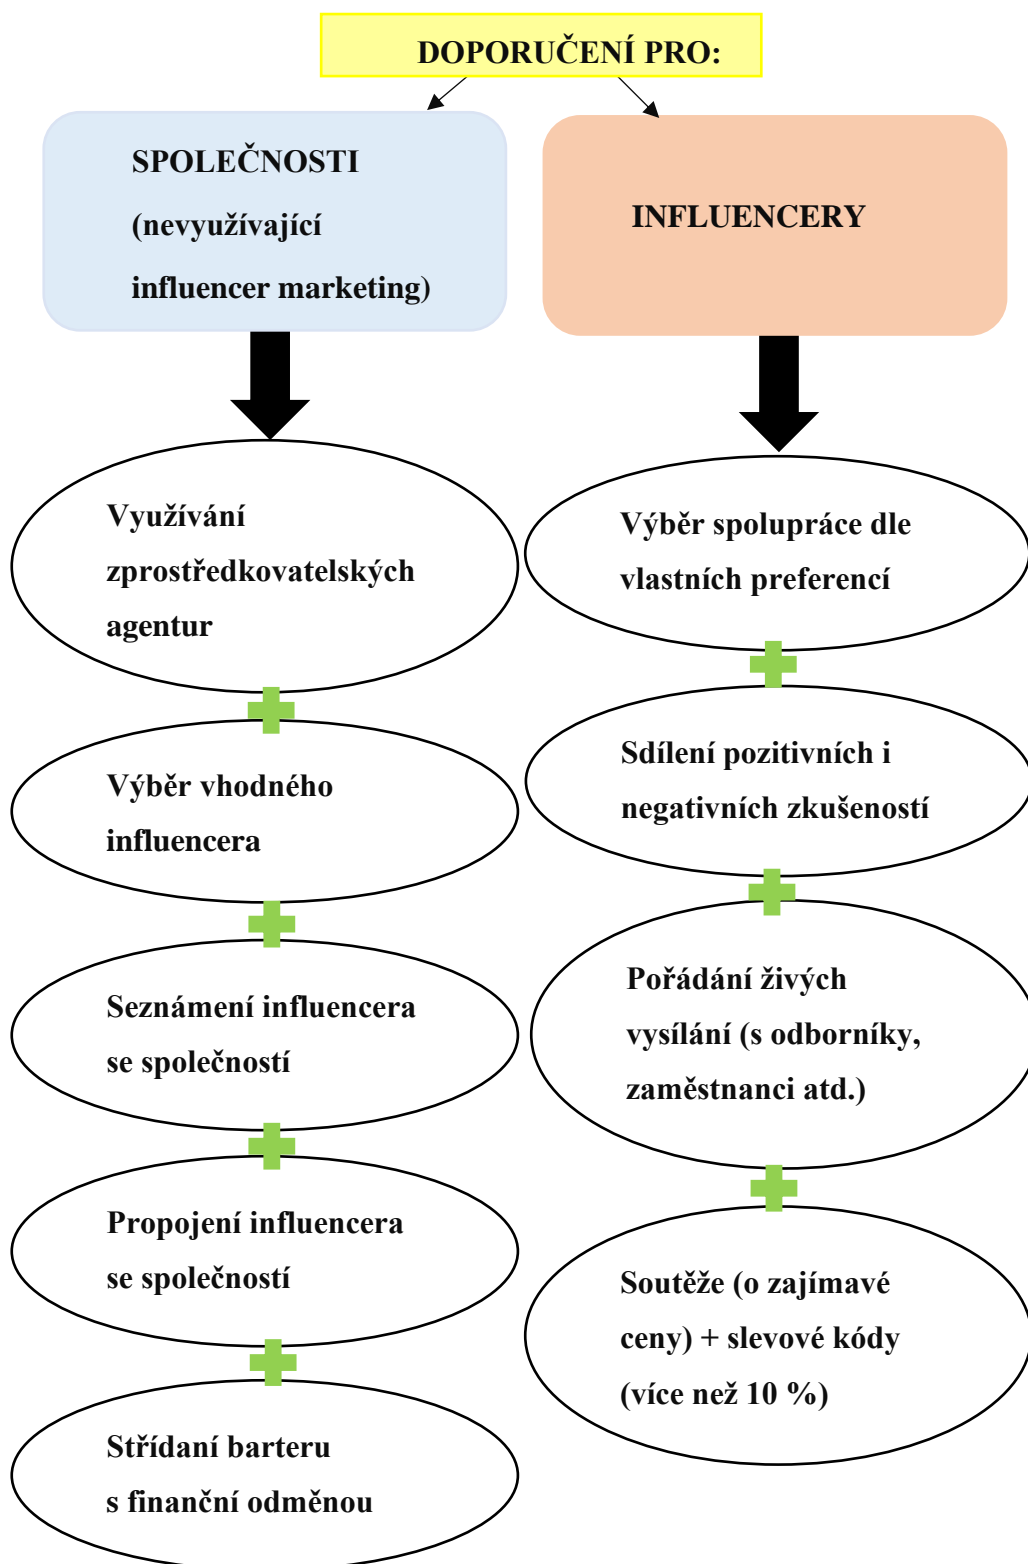 DOPORUČENÍ PRO:
SPOLEČNOSTI
(nevyužívající
influencer marketing)
Využívání
zprostředkovatelských
agentur
Výběr vhodného
influencera
Seznámení influencera
se společností
Propojení influencera
se společností
Střídaní barteru
s finanční odměnou
INFLUENCERY
Výběr spolupráce dle
vlastních preferencí
Sdílení pozitivních i
negativních zkušeností
Pořádání živých
vysílání (s odborníky,
zaměstnanci atd.)
Soutěže (o zajímavé
ceny) + slevové kódy
(více než 10 %)